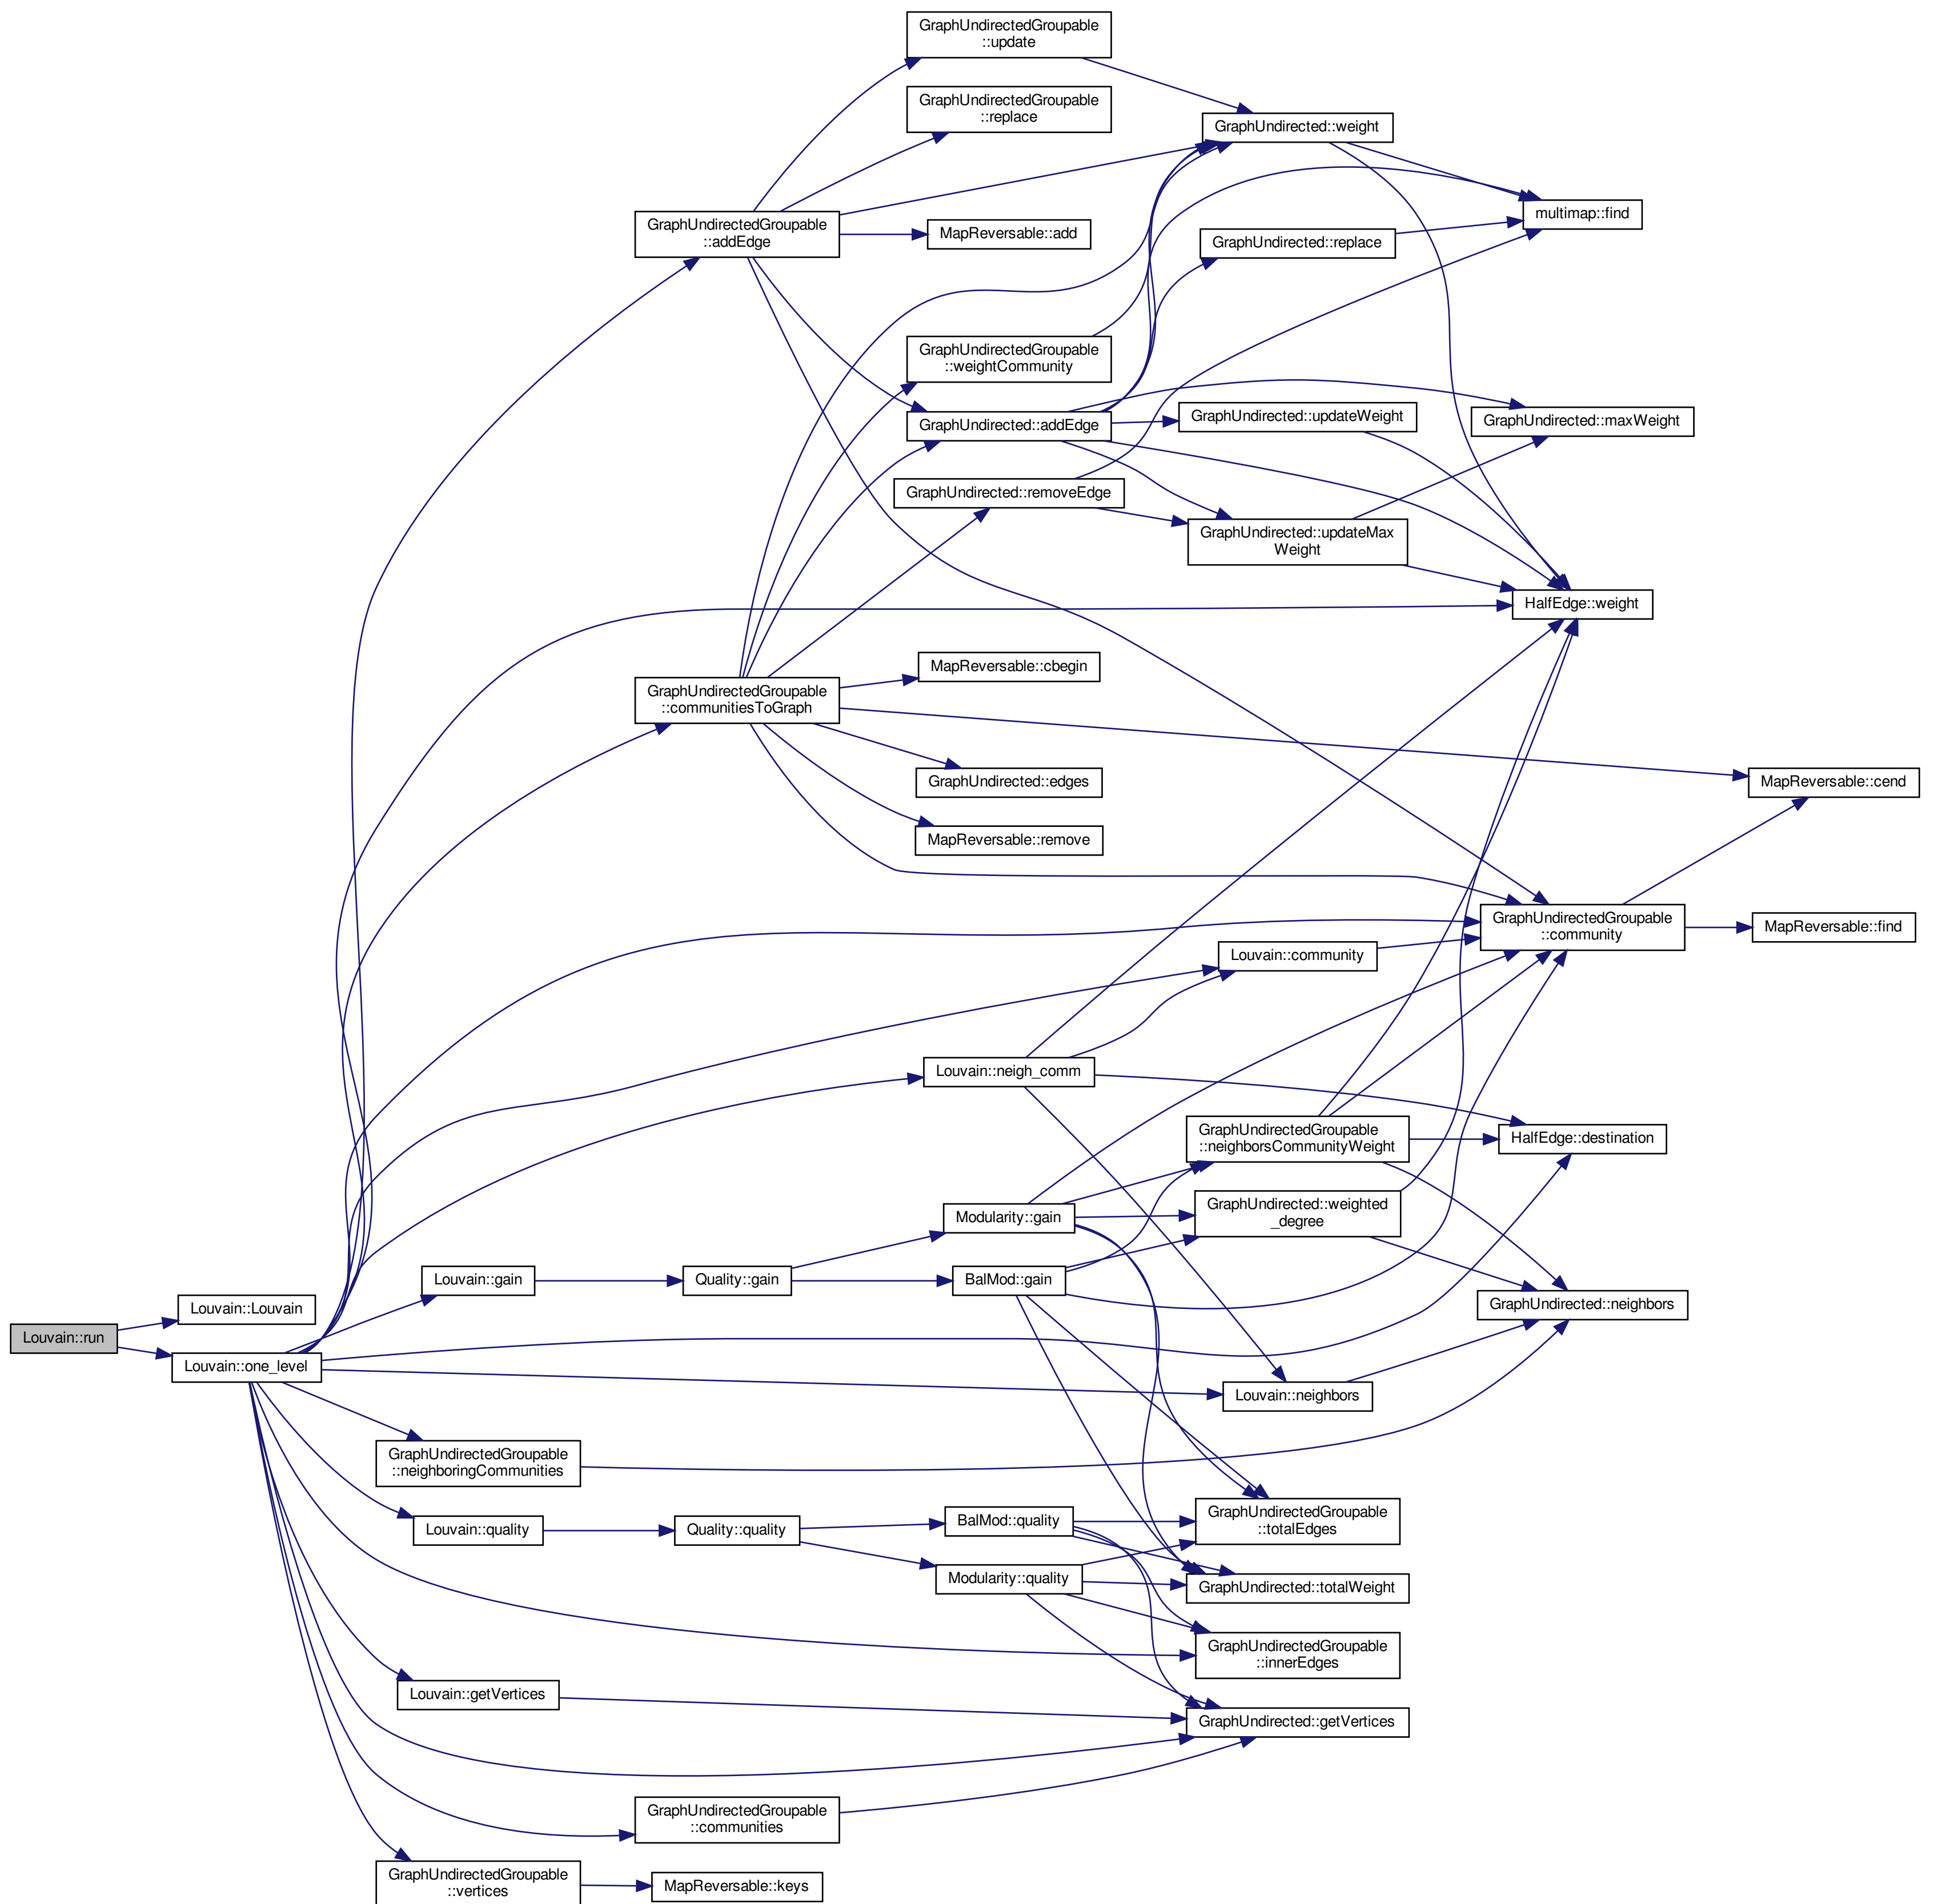 GraphUndirectedGroupable
::update
GraphUndirectedGroupable
::replace
GraphUndirected::weight
multimap::find
GraphUndirectedGroupable
::addEdge
MapReversable::add
GraphUndirected::replace
GraphUndirectedGroupable
::weightCommunity
GraphUndirected::addEdge
GraphUndirected::updateWeight
GraphUndirected::maxWeight
GraphUndirected::removeEdge
GraphUndirected::updateMax
Weight
HalfEdge::weight
MapReversable::cbegin
GraphUndirectedGroupable
::communitiesToGraph
GraphUndirected::edges
MapReversable::cend
MapReversable::remove
GraphUndirectedGroupable
::community
MapReversable::find
Louvain::community
Louvain::neigh_comm
GraphUndirectedGroupable
::neighborsCommunityWeight
HalfEdge::destination
Modularity::gain
GraphUndirected::weighted
_degree
Louvain::gain
Quality::gain
BalMod::gain
GraphUndirected::neighbors
Louvain::Louvain
Louvain::run
Louvain::one_level
Louvain::neighbors
GraphUndirectedGroupable
::neighboringCommunities
Louvain::quality
Quality::quality
BalMod::quality
GraphUndirectedGroupable
::totalEdges
Modularity::quality
GraphUndirected::totalWeight
GraphUndirectedGroupable
::innerEdges
Louvain::getVertices
GraphUndirected::getVertices
GraphUndirectedGroupable
::communities
GraphUndirectedGroupable
::vertices
MapReversable::keys